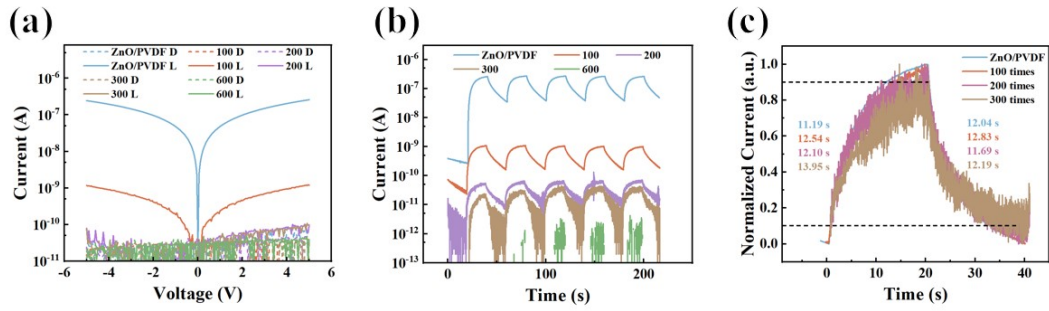 (a)
ZnO/PVDF D 100 D 200 D
ZnO/PVDF L 100 L 200 L
300 D 600 D
300 L 600 L
Current (A)
10⁻⁶
10⁻⁷
10⁻⁸
10⁻⁹
10⁻¹⁰
10⁻¹¹
-6 -4 -2 0 2 4 6
Voltage (V)
(b)
ZnO/PVDF 100 200
300 600
Current (A)
10⁻⁶
10⁻⁷
10⁻⁸
10⁻⁹
10⁻¹⁰
10⁻¹¹
10⁻¹²
10⁻¹³
0 50 100 150 200
Time (s)
(c)
ZnO/PVDF
100 times
200 times
300 times
Normalized Current (a.u.)
1.0
0.8
0.6
0.4
0.2
0.0
11.19 s
12.54 s
12.10 s
13.95 s
12.04 s
12.83 s
11.69 s
12.19 s
-10 0 10 20 30 40
Time (s)